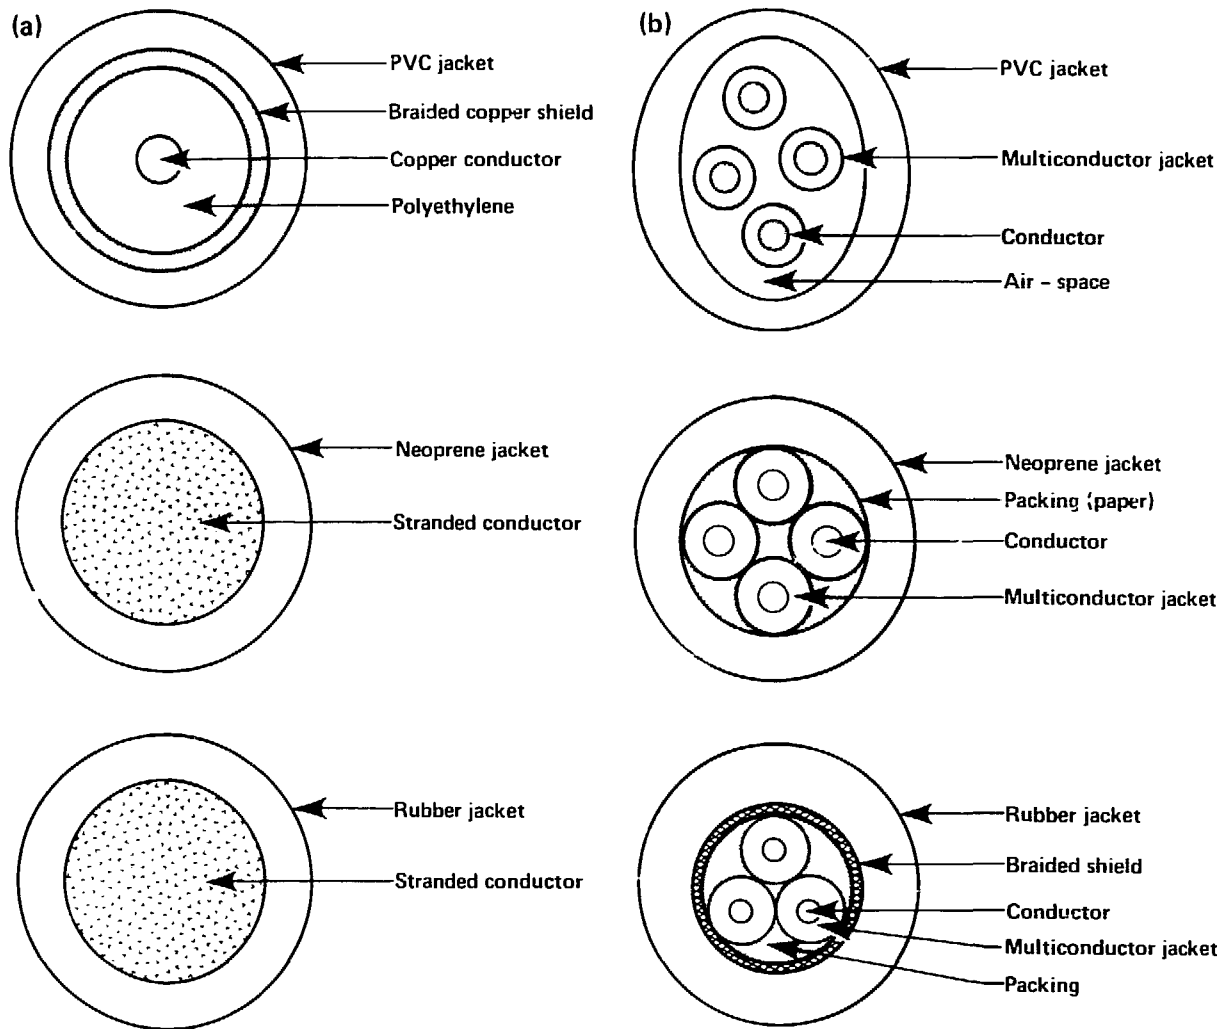 (a)
PVC jacket
Braided copper shield
Copper conductor
Polyethylene
Neoprene jacket
Stranded conductor
Rubber jacket
Stranded conductor
(b)
PVC jacket
Multiconductor jacket
Conductor
Air – space
Neoprene jacket
Packing (paper)
Conductor
Multiconductor jacket
Rubber jacket
Braided shield
Conductor
Multiconductor jacket
Packing